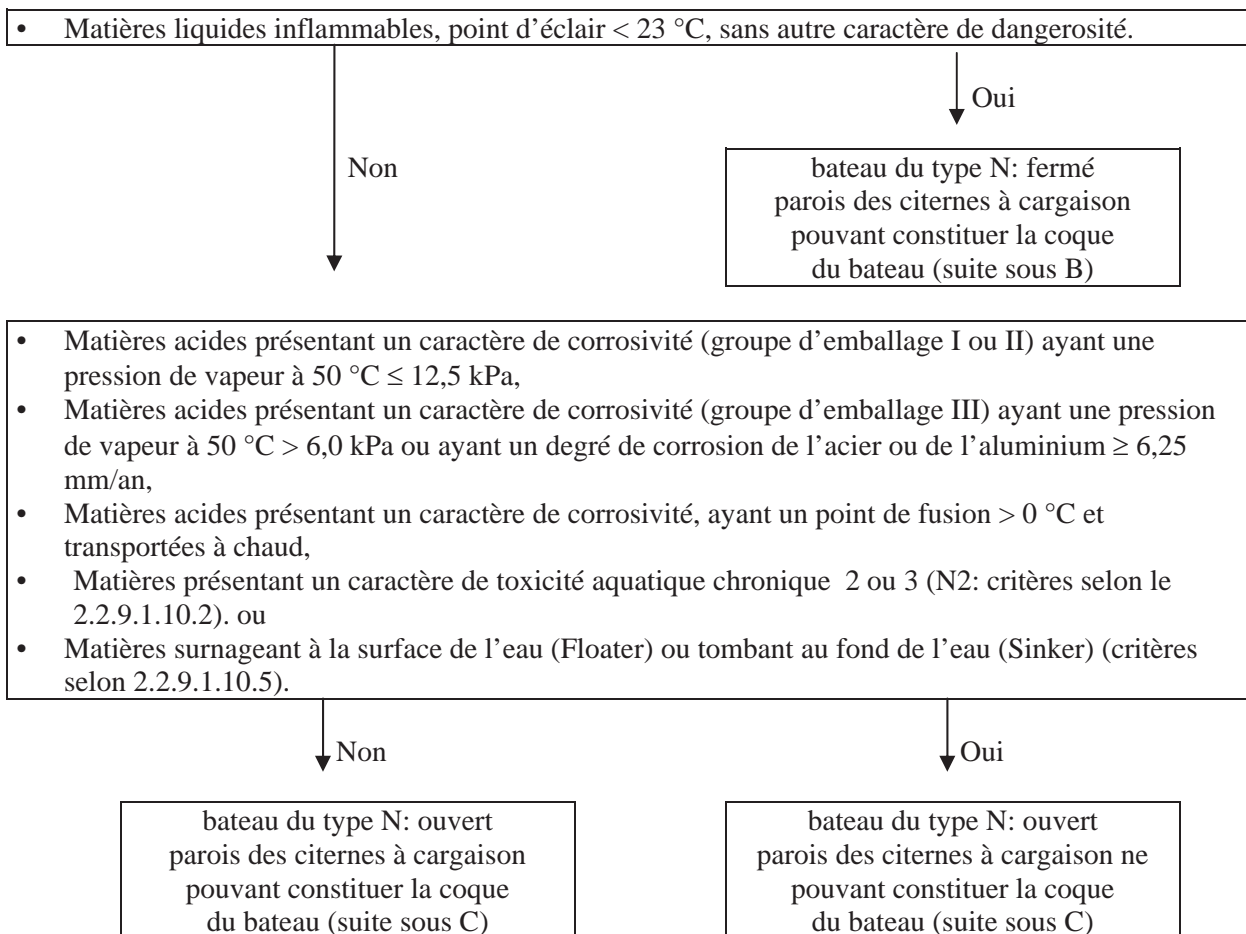 • Matières liquides inflammables, point d’éclair < 23 °C, sans autre caractère de dangerosité.
Oui
Non
bateau du type N: fermé
parois des citernes à cargaison
pouvant constituer la coque
du bateau (suite sous B)
• Matières acides présentant un caractère de corrosivité (groupe d’emballage I ou II) ayant une
pression de vapeur à 50 °C ≤ 12,5 kPa,
• Matières acides présentant un caractère de corrosivité (groupe d’emballage III) ayant une pression
de vapeur à 50 °C > 6,0 kPa ou ayant un degré de corrosion de l’acier ou de l’aluminium ≥ 6,25
mm/an,
• Matières acides présentant un caractère de corrosivité, ayant un point de fusion > 0 °C et
transportées à chaud,
• Matières présentant un caractère de toxicité aquatique chronique 2 ou 3 (N2: critères selon le
2.2.9.1.10.2). ou
• Matières surnageant à la surface de l’eau (Floater) ou tombant au fond de l’eau (Sinker) (critères
selon 2.2.9.1.10.5).
Non
Oui
bateau du type N: ouvert
parois des citernes à cargaison
pouvant constituer la coque
du bateau (suite sous C)
bateau du type N: ouvert
parois des citernes à cargaison ne
pouvant constituer la coque
du bateau (suite sous C)